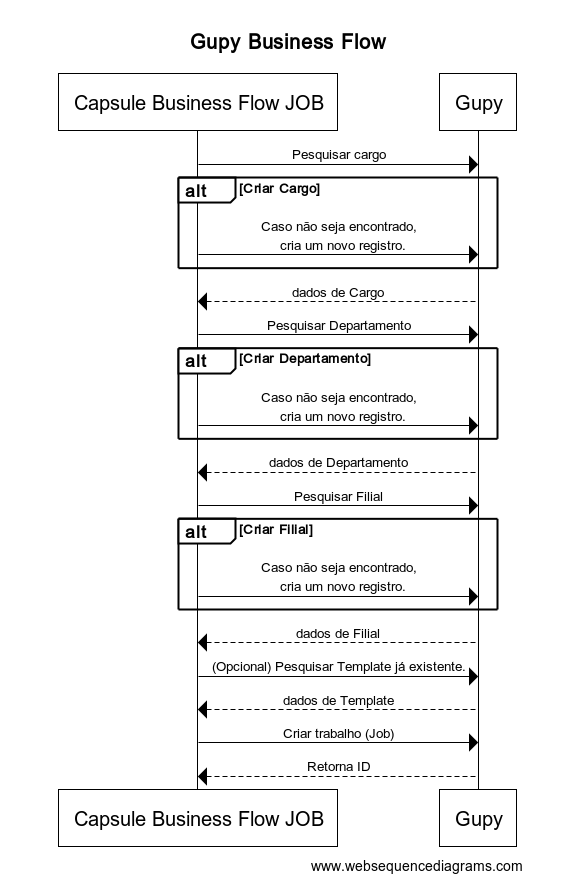 Gupy Business Flow
Capsule Business Flow JOB
Gupy
Pesquisar cargo
alt
[Criar Cargo]
Caso não seja encontrado,
cria um novo registro.
dados de Cargo
Pesquisar Departamento
alt
[Criar Departamento]
Caso não seja encontrado,
cria um novo registro.
dados de Departamento
Pesquisar Filial
alt
[Criar Filial]
Caso não seja encontrado,
cria um novo registro.
dados de Filial
(Opcional) Pesquisar Template já existente.
dados de Template
Criar trabalho (Job)
Retorna ID
Capsule Business Flow JOB
Gupy
www.websequencediagrams.com